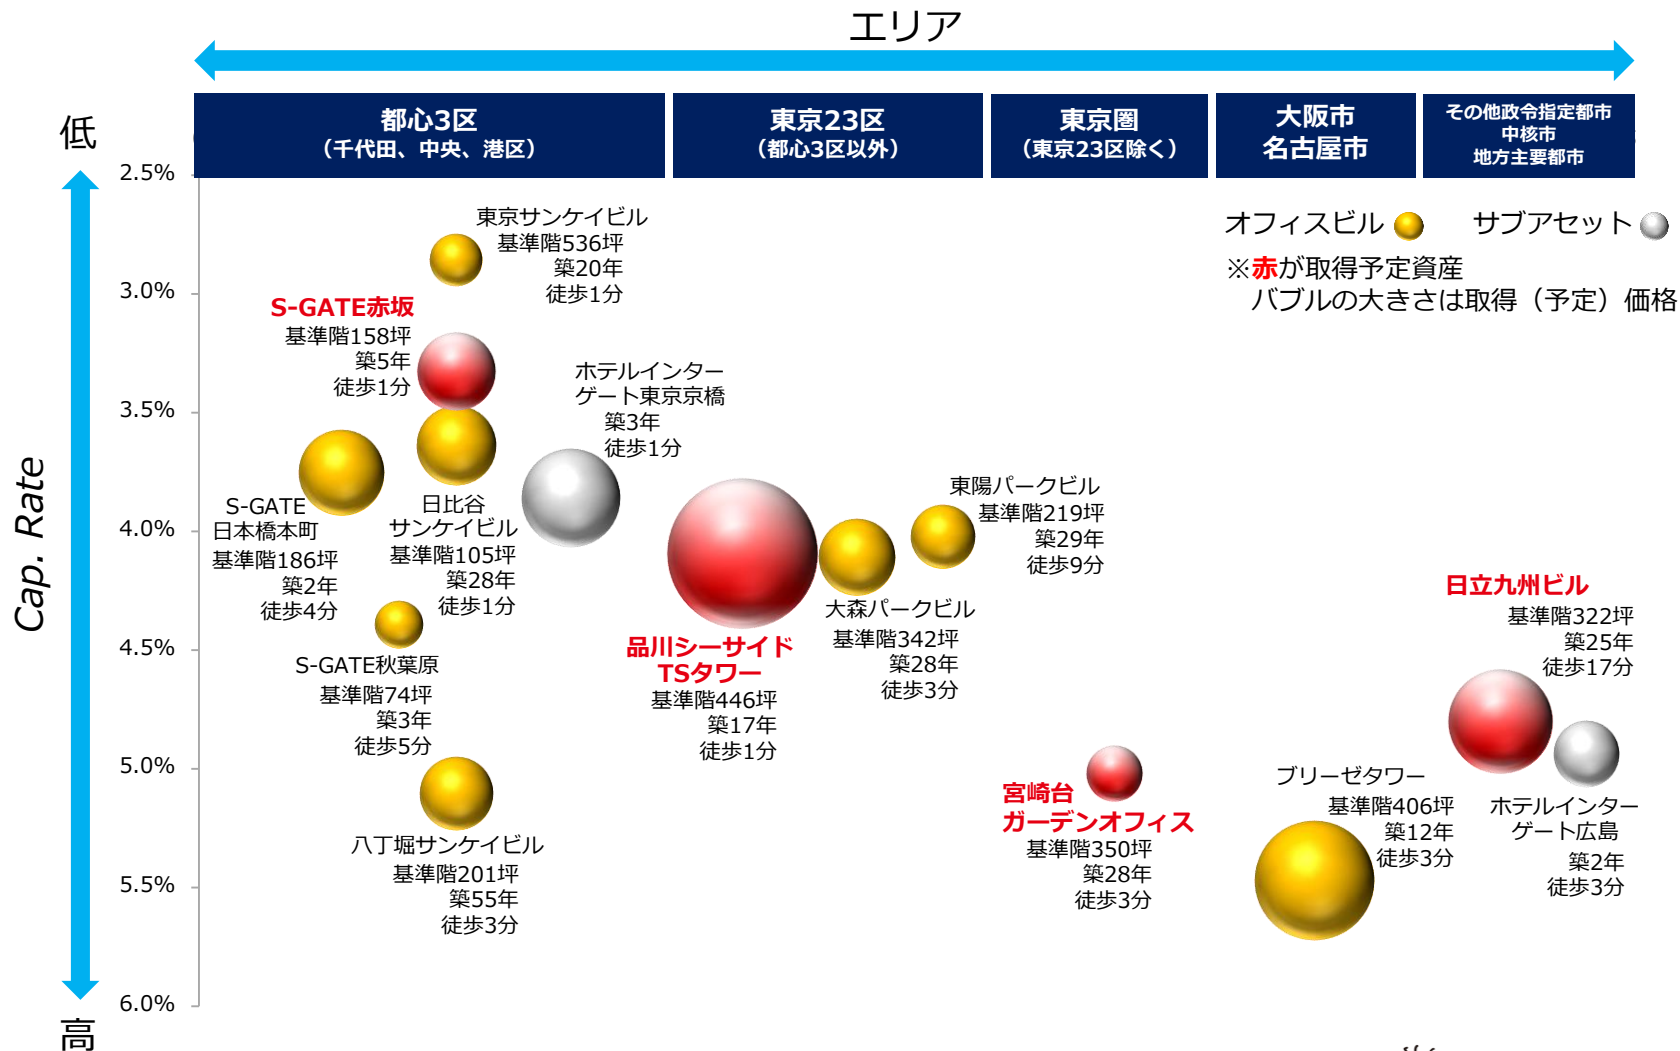 エリア
都心3区
（千代田、中央、港区）
東京23区
（都心3区以外）
東京圏
（東京23区除く）
大阪市
名古屋市
その他政令指定都市
中核市
地方主要都市
低
Cap. Rate
高
2.5%
3.0%
3.5%
4.0%
4.5%
5.0%
5.5%
6.0%
オフィスビル
サブアセット
※赤が取得予定資産
バブルの大きさは取得（予定）価格
東京サンケイビル
基準階536坪
築20年
徒歩1分
S-GATE赤坂
基準階158坪
築5年
徒歩1分
ホテルインター
ゲート東京京橋
築3年
徒歩1分
S-GATE
日本橋本町
基準階186坪
築2年
徒歩4分
日比谷
サンケイビル
基準階105坪
築28年
徒歩1分
S-GATE秋葉原
基準階74坪
築3年
徒歩5分
八丁堀サンケイビル
基準階201坪
築55年
徒歩3分
品川シーサイド
TSタワー
基準階446坪
築17年
徒歩1分
大森パークビル
基準階342坪
築28年
徒歩3分
東陽パークビル
基準階219坪
築29年
徒歩9分
宮崎台
ガーデンオフィス
基準階350坪
築28年
徒歩3分
ブリーゼタワー
基準階406坪
築12年
徒歩3分
日立九州ビル
基準階322坪
築25年
徒歩17分
ホテルインター
ゲート広島
築2年
徒歩3分